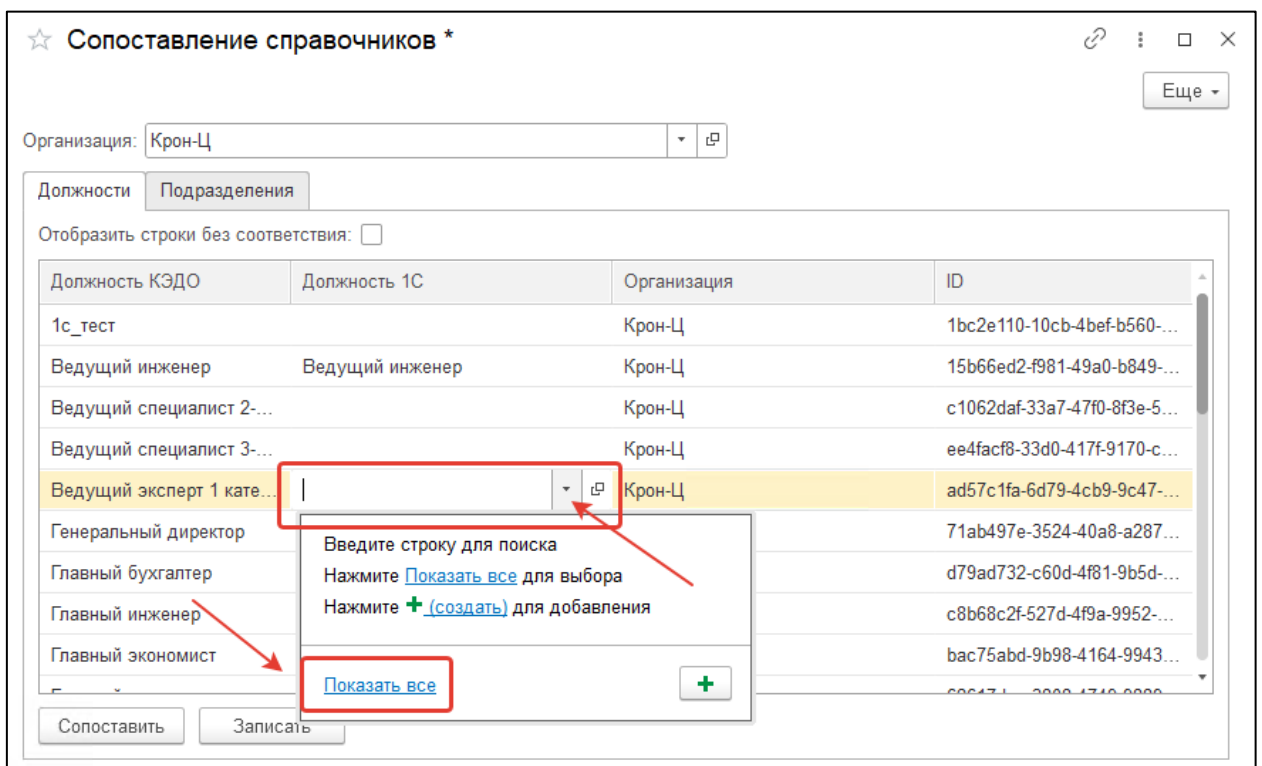 Сопоставление справочников *
Еще
Организация: Крон-Ц
Должности Подразделения
Отобразить строки без соответствия:
Должность КЭДО Должность 1С Организация ID
1с_тест Крон-Ц 1bc2e110-10cb-4bef-b560-...
Ведущий инженер Ведущий инженер Крон-Ц 15b66ed2-f981-49a0-b849-...
Ведущий специалист 2-... Крон-Ц c1062daf-33a7-47f0-8f3e-5...
Ведущий специалист 3-... Крон-Ц ee4facf8-33d0-417f-9170-c...
Ведущий эксперт 1 кате... Крон-Ц ad57c1fa-6d79-4cb9-9c47-...
Генеральный директор 71ab497e-3524-40a8-a287...
Введите строку для поиска
Главный бухгалтер d79ad732-c60d-4f81-9b5d-...
Нажмите Показать все для выбора
Главный инженер c8b68c2f-527d-4f9a-9952-...
Нажмите + (создать) для добавления
Главный экономист bac75abd-9b98-4164-9943...
Показать все
Сопоставить Записать